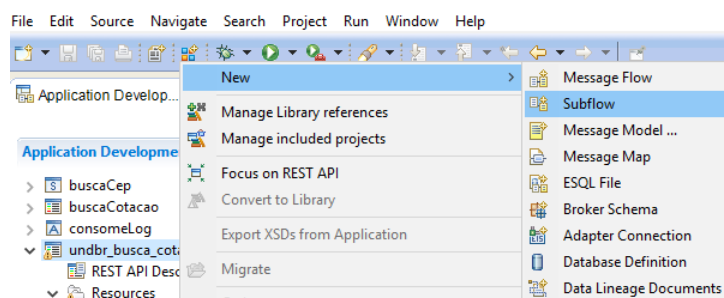 File Edit Source Navigate Search Project Run Window Help
Application Develop...
New
Manage Library references
Manage included projects
Focus on REST API
Convert to Library
Export XSDs from Application
Migrate
Message Flow
Subflow
Message Model ...
Message Map
ESQL File
Broker Schema
Adapter Connection
Database Definition
Data Lineage Documents
Application Developme
buscaCep
buscaCotacao
consomeLog
undbr_busca_cota
REST API Desc
Resources